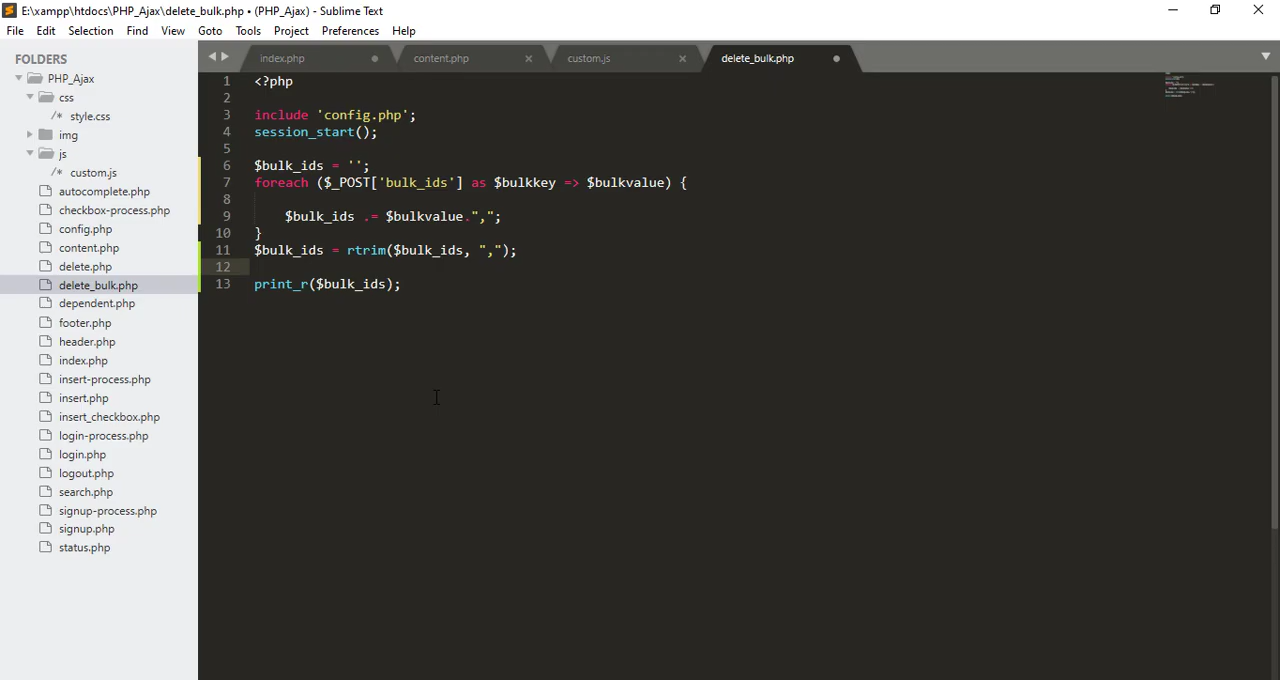 E:\xampp\htdocs\PHP_Ajax\delete_bulk.php • (PHP_Ajax) - Sublime Text
File Edit Selection Find View Goto Tools Project Preferences Help
FOLDERS
PHP_Ajax
css
/* style.css
img
js
/* custom.js
autocomplete.php
checkbox-process.php
config.php
content.php
delete.php
delete_bulk.php
dependent.php
footer.php
header.php
index.php
insert-process.php
insert.php
insert_checkbox.php
login-process.php
login.php
logout.php
search.php
signup-process.php
signup.php
status.php
index.php content.php custom.js delete_bulk.php
1 <?php
2
3 include 'config.php';
4 session_start();
5
6 $bulk_ids = '';
7 foreach ($_POST['bulk_ids'] as $bulkkey => $bulkvalue) {
8
9 $bulk_ids .= $bulkvalue.",";
10 }
11 $bulk_ids = rtrim($bulk_ids, ",");
12
13 print_r($bulk_ids);